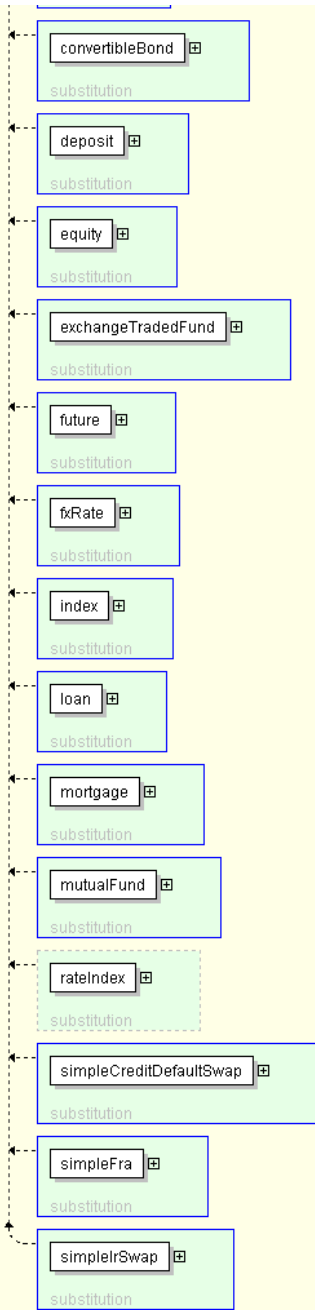 convertibleBond
substitution
deposit
substitution
equity
substitution
exchangeTradedFund
substitution
future
substitution
fxRate
substitution
index
substitution
loan
substitution
mortgage
substitution
mutualFund
substitution
rateIndex
substitution
simpleCreditDefaultSwap
substitution
simpleFra
substitution
simpleIrSwap
substitution